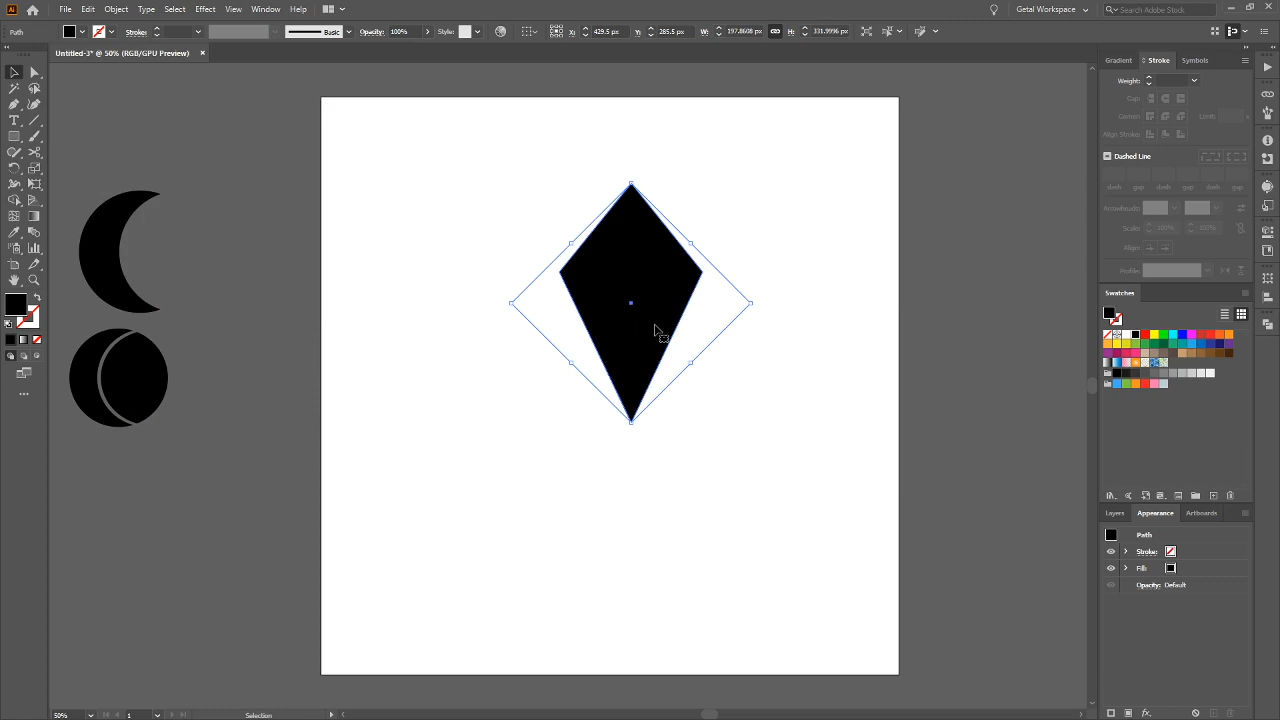 Ai File Edit Object Type Select Effect View Window Help Getal Workspace Search Adobe Stock
Path Stroke: Basic Opacity: 100% Style: X: 429.5 px Y: 285.5 px W: 197.8608 px H: 331.9996 px
Untitled-3* @ 50% (RGB/GPU Preview) ×
Gradient Stroke Symbols
Weight:
Cap:
Corner: Limit:
Align Stroke:
Dashed Line
dash gap dash gap dash gap
Arrowheads:
Scale: 100% 100%
Align:
Profile:
Swatches
Layers Appearance Artboards
Path
Stroke:
Fill:
Opacity: Default
50% 1 Selection